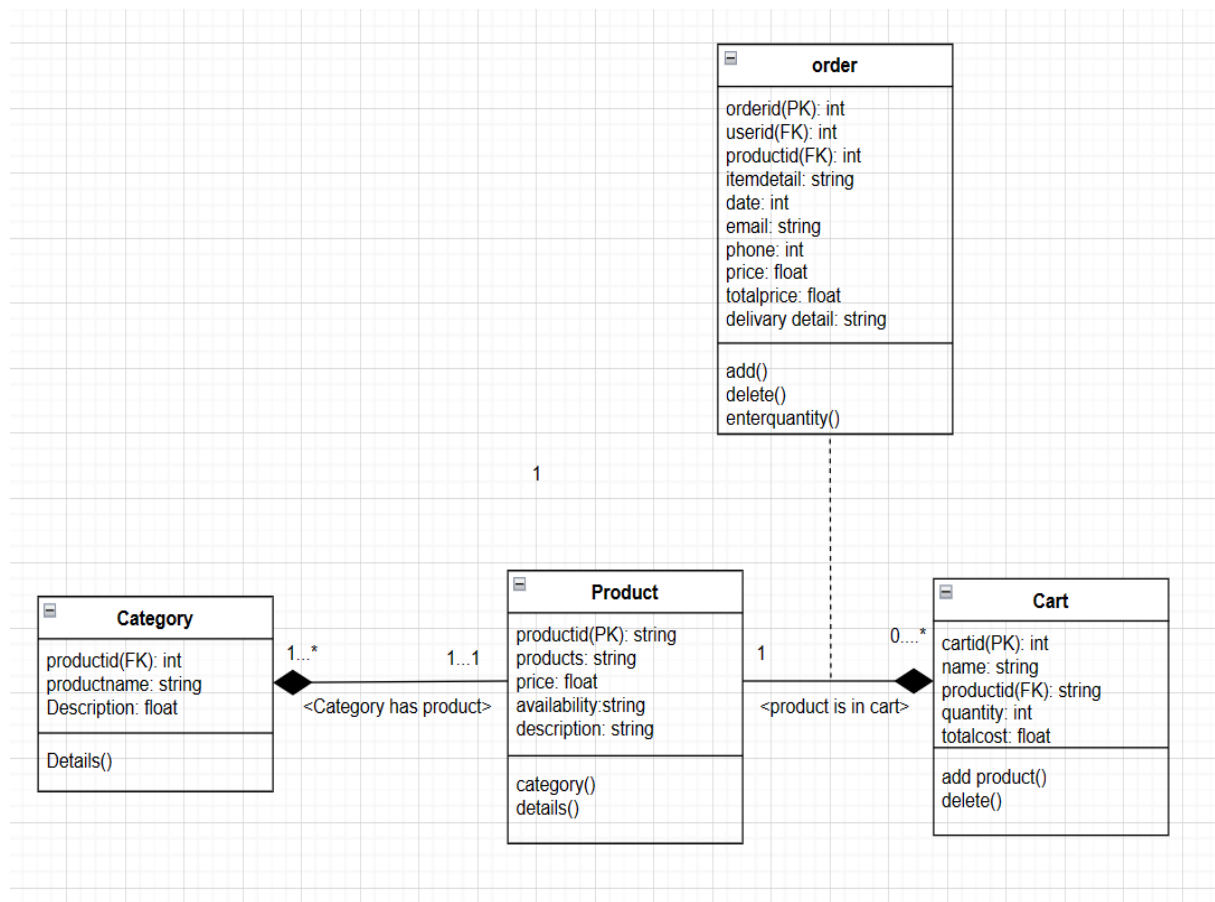 order
orderid(PK): int
userid(FK): int
productid(FK): int
itemdetail: string
date: int
email: string
phone: int
price: float
totalprice: float
delivary detail: string
add()
delete()
enterquantity()
1
Category
productid(FK): int
productname: string
Description: float
Details()
1...*
1...1
<Category has product>
Product
productid(PK): string
products: string
price: float
availability:string
description: string
category()
details()
1
0....*
<product is in cart>
Cart
cartid(PK): int
name: string
productid(FK): string
quantity: int
totalcost: float
add product()
delete()